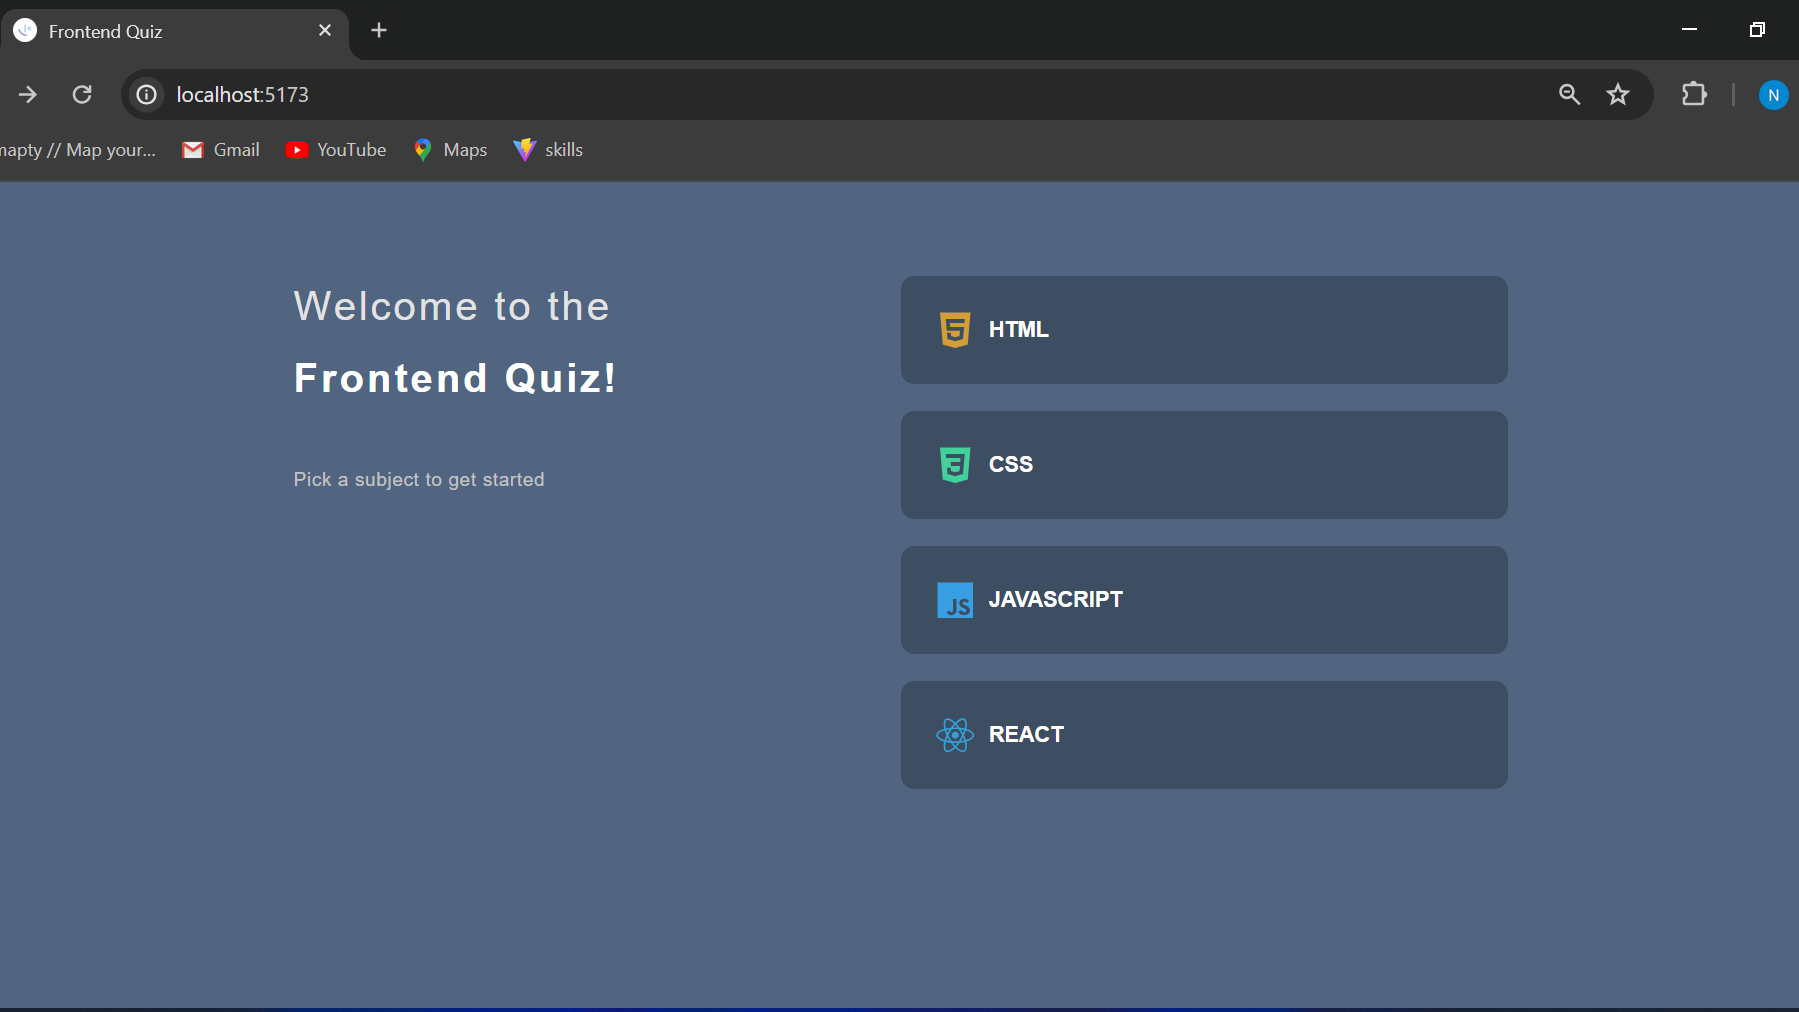 Frontend Quiz
localhost:5173
N
mapty // Map your...
Gmail
YouTube
Maps
skills
Welcome to the
Frontend Quiz!
Pick a subject to get started
HTML
CSS
JS JAVASCRIPT
REACT